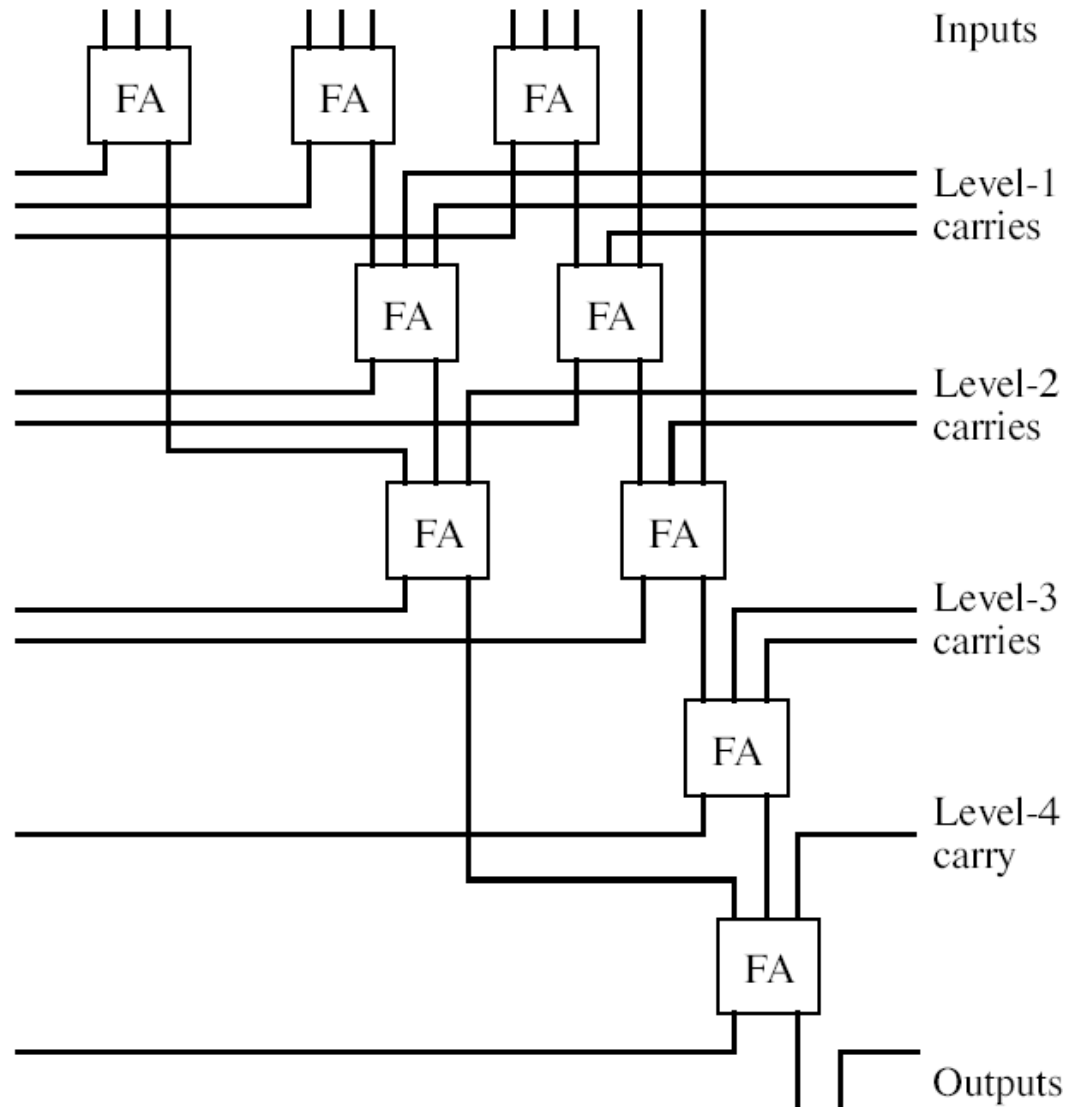 Inputs
FA FA FA
Level-1
carries
FA FA
Level-2
carries
FA FA
Level-3
carries
FA
Level-4
carry
FA
Outputs